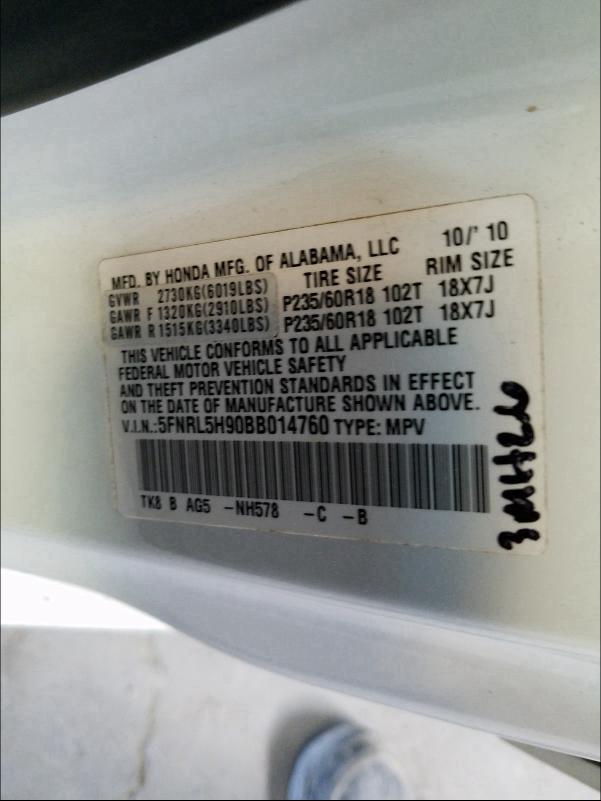 MFD. BY HONDA MFG. OF ALABAMA, LLC 10/' 10
GVWR 2730KG(6019LBS) TIRE SIZE RIM SIZE
GAWR F 1320KG(2910LBS) P235/60R18 102T 18X7J
GAWR R 1515KG(3340LBS) P235/60R18 102T 18X7J
THIS VEHICLE CONFORMS TO ALL APPLICABLE
FEDERAL MOTOR VEHICLE SAFETY
AND THEFT PREVENTION STANDARDS IN EFFECT
ON THE DATE OF MANUFACTURE SHOWN ABOVE.
V.I.N.:5FNRL5H90BB014760 TYPE: MPV
TK8 B AG5 -NH578 -C -B